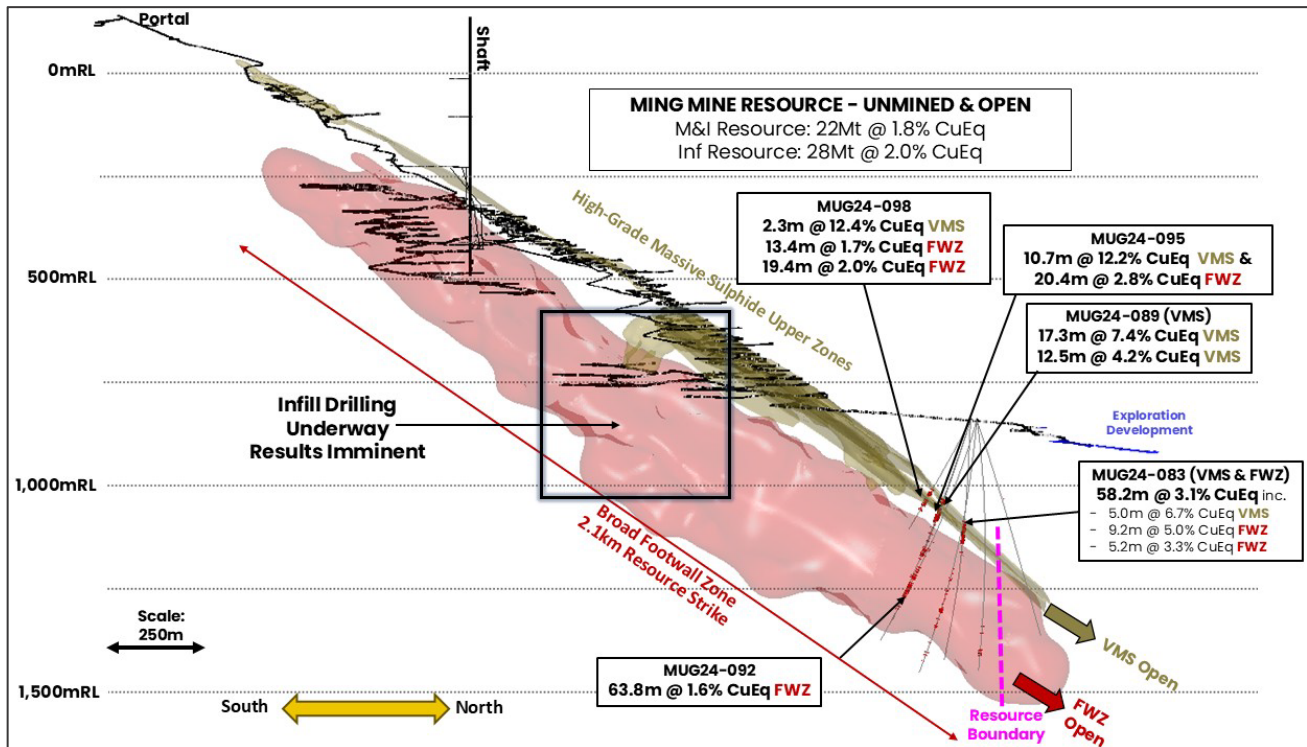 Portal
Shaft
0mRL
500mRL
1,000mRL
1,500mRL
MING MINE RESOURCE - UNMINED & OPEN
M&I Resource: 22Mt @ 1.8% CuEq
Inf Resource: 28Mt @ 2.0% CuEq
High-Grade Massive Sulphide Upper Zones
MUG24-098
2.3m @ 12.4% CuEq VMS
13.4m @ 1.7% CuEq FWZ
19.4m @ 2.0% CuEq FWZ
MUG24-095
10.7m @ 12.2% CuEq VMS &
20.4m @ 2.8% CuEq FWZ
MUG24-089 (VMS)
17.3m @ 7.4% CuEq VMS
12.5m @ 4.2% CuEq VMS
Infill Drilling
Underway
Results Imminent
Exploration
Development
MUG24-083 (VMS & FWZ)
58.2m @ 3.1% CuEq inc.
- 5.0m @ 6.7% CuEq VMS
- 9.2m @ 5.0% CuEq FWZ
- 5.2m @ 3.3% CuEq FWZ
Broad Footwall Zone
2.1km Resource Strike
Scale:
250m
MUG24-092
63.8m @ 1.6% CuEq FWZ
VMS Open
FWZ
Open
Resource
Boundary
South
North